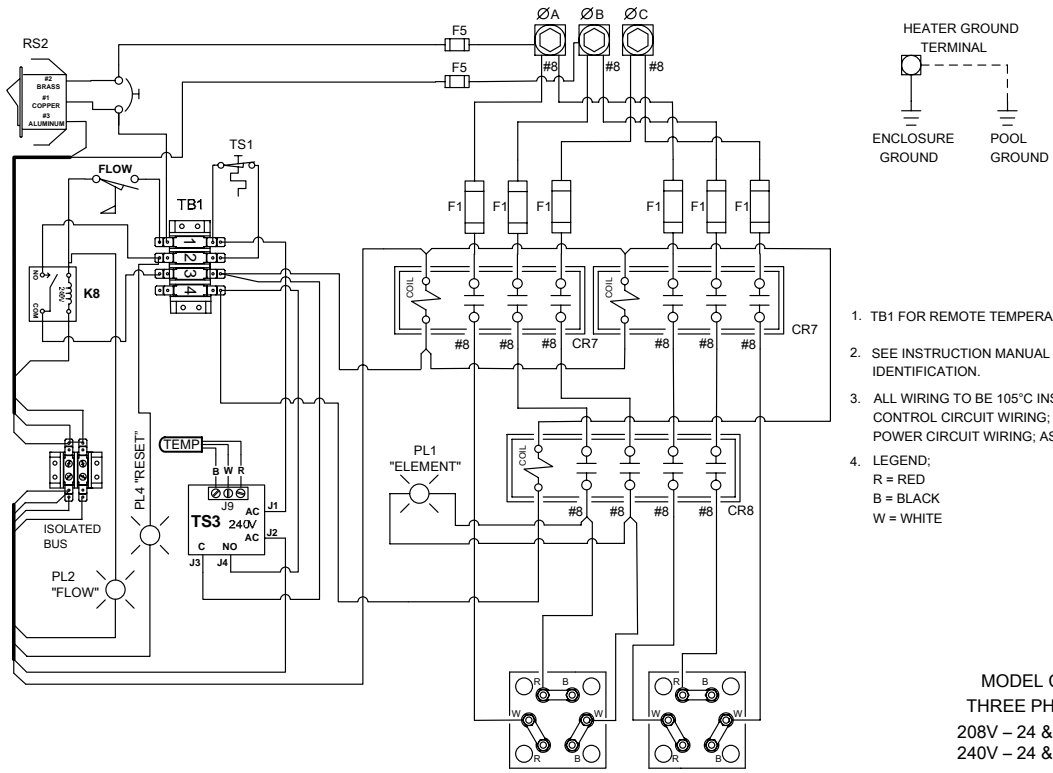 ØA ØB ØC
F5
F5
#8 #8 #8
RS2
#2
BRASS
#1
COPPER
#3
ALUMINUM
HEATER GROUND
TERMINAL
ENCLOSURE
GROUND
POOL
GROUND
TS1
FLOW
TB1
1
2
3
4
F1 F1 F1 F1 F1 F1
NO
COM
240V
K8
COIL
COIL
CR7
CR7
#8 #8 #8 #8 #8 #8
1. TB1 FOR REMOTE TEMPERA
2. SEE INSTRUCTION MANUAL
IDENTIFICATION.
3. ALL WIRING TO BE 105°C INS
CONTROL CIRCUIT WIRING;
POWER CIRCUIT WIRING; AS
4. LEGEND;
R = RED
B = BLACK
W = WHITE
TEMP
B W R
J9
TS3
240V
AC
AC
J1
J2
C NO
J3 J4
PL4 "RESET"
PL1
"ELEMENT"
COIL
CR8
#8 #8 #8 #8
ISOLATED
BUS
PL2
"FLOW"
R B
W W
R B
R B
W W
R B
MODEL C
THREE PH
208V – 24 &
240V – 24 &